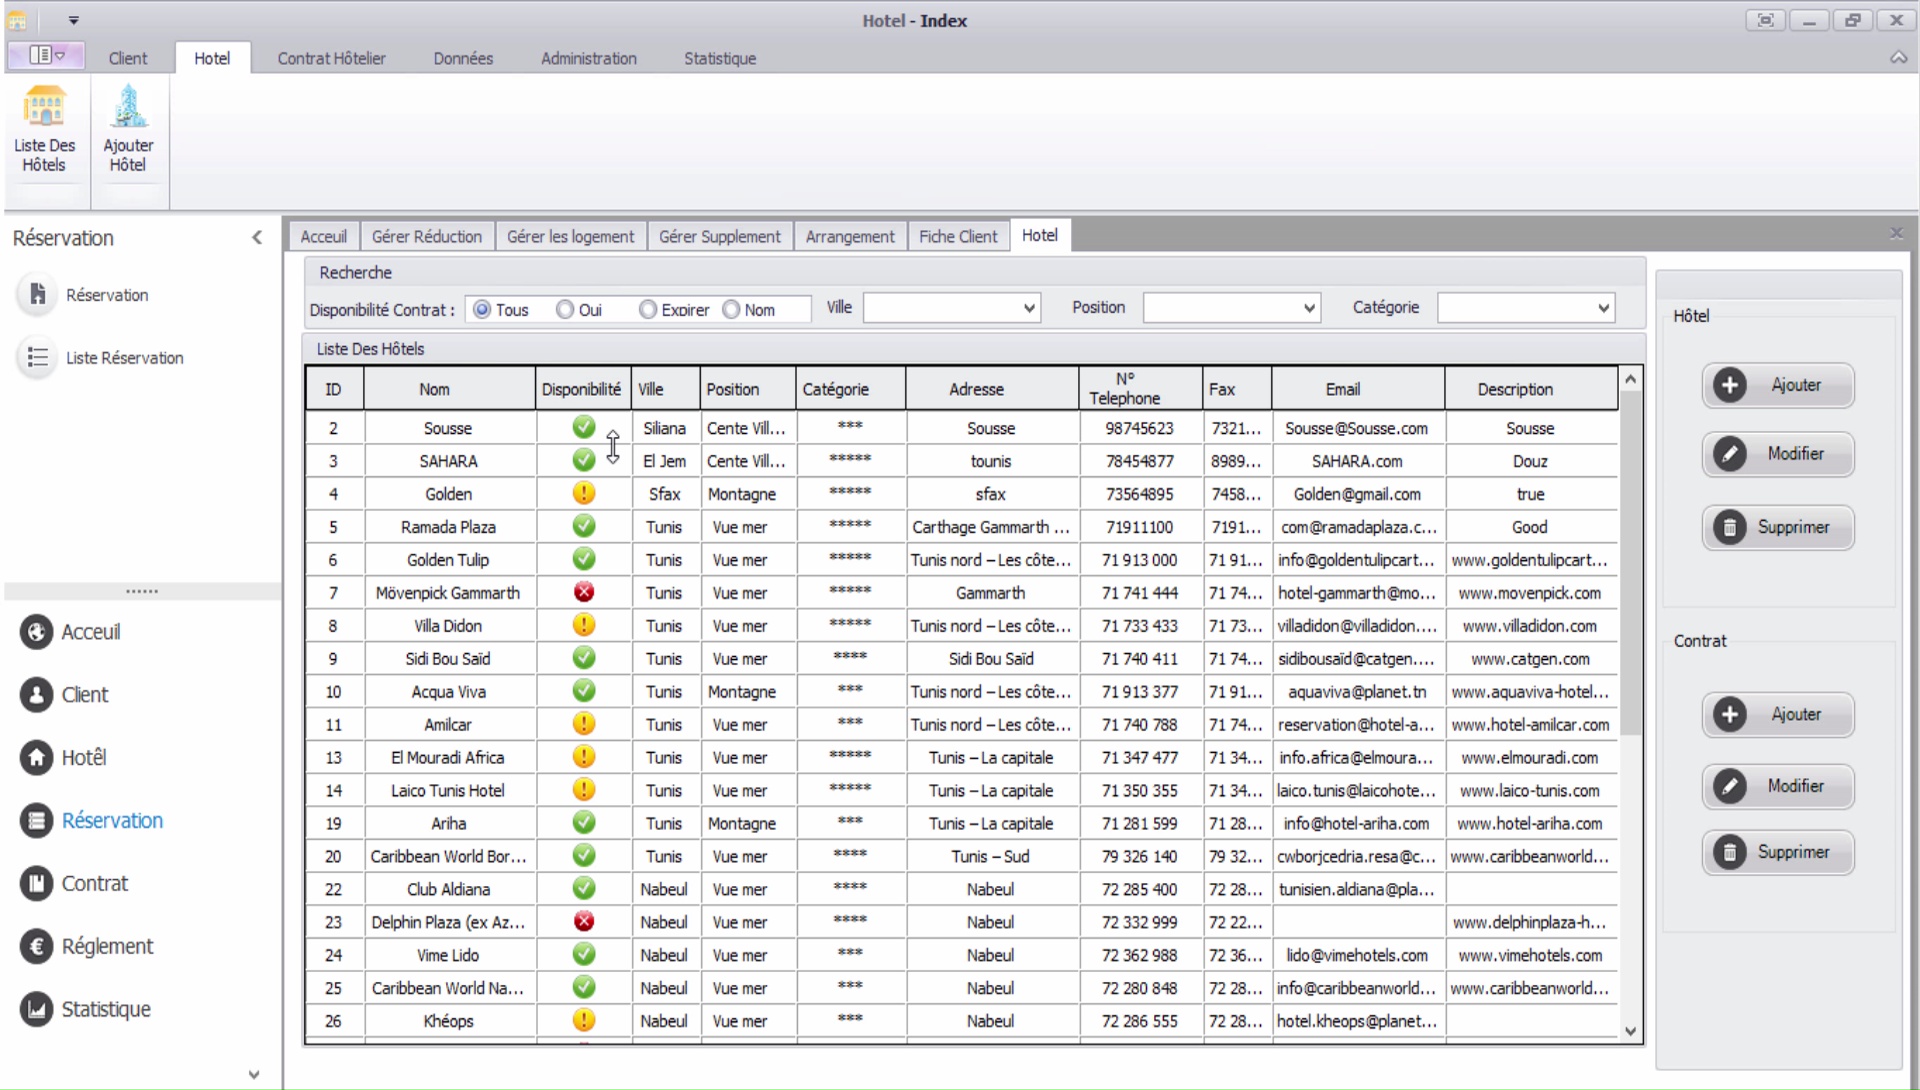 Hotel - Index
Client Hotel Contrat Hôtelier Données Administration Statistique
Liste Des Hôtels
Ajouter Hôtel
Réservation
Réservation
Liste Réservation
Acceuil
Client
Hotêl
Réservation
Contrat
Réglement
Statistique
Acceuil Gérer Réduction Gérer les logement Gérer Supplement Arrangement Fiche Client Hotel
Recherche
Disponibilité Contrat : Tous Oui Expirer Nom Ville Position Catégorie
Liste Des Hôtels
ID Nom Disponibilité Ville Position Catégorie Adresse N° Telephone Fax Email Description
2 Sousse Siliana Cente Vill... *** Sousse 98745623 7321... Sousse@Sousse.com Sousse
3 SAHARA El Jem Cente Vill... ***** tounis 78454877 8989... SAHARA.com Douz
4 Golden Sfax Montagne ***** sfax 73564895 7458... Golden@gmail.com true
5 Ramada Plaza Tunis Vue mer ***** Carthage Gammarth ... 71911100 7191... com@ramadaplaza.c... Good
6 Golden Tulip Tunis Vue mer ***** Tunis nord – Les côte... 71 913 000 71 91... info@goldentulipcart... www.goldentulipcart...
7 Mövenpick Gammarth Tunis Vue mer ***** Gammarth 71 741 444 71 74... hotel-gammarth@mo... www.movenpick.com
8 Villa Didon Tunis Vue mer ***** Tunis nord – Les côte... 71 733 433 71 73... villadidon@villadidon.... www.villadidon.com
9 Sidi Bou Saïd Tunis Vue mer **** Sidi Bou Saïd 71 740 411 71 74... sidibousaïd@catgen.... www.catgen.com
10 Acqua Viva Tunis Montagne *** Tunis nord – Les côte... 71 913 377 71 91... aquaviva@planet.tn www.aquaviva-hotel...
11 Amilcar Tunis Vue mer *** Tunis nord – Les côte... 71 740 788 71 74... reservation@hotel-a... www.hotel-amilcar.com
13 El Mouradi Africa Tunis Vue mer ***** Tunis – La capitale 71 347 477 71 34... info.africa@elmoura... www.elmouradi.com
14 Laico Tunis Hotel Tunis Vue mer ***** Tunis – La capitale 71 350 355 71 34... laico.tunis@laicohote... www.laico-tunis.com
19 Ariha Tunis Montagne *** Tunis – La capitale 71 281 599 71 28... info@hotel-ariha.com www.hotel-ariha.com
20 Caribbean World Bor... Tunis Vue mer **** Tunis – Sud 79 326 140 79 32... cwborjcedria.resa@c... www.caribbeanworld...
22 Club Aldiana Nabeul Vue mer **** Nabeul 72 285 400 72 28... tunisien.aldiana@pla...
23 Delphin Plaza (ex Az... Nabeul Vue mer **** Nabeul 72 332 999 72 22... www.delphinplaza-h...
24 Vime Lido Nabeul Vue mer *** Nabeul 72 362 988 72 36... lido@vimehotels.com www.vimehotels.com
25 Caribbean World Na... Nabeul Vue mer *** Nabeul 72 280 848 72 28... info@caribbeanworld... www.caribbeanworld...
26 Khéops Nabeul Vue mer *** Nabeul 72 286 555 72 28... hotel.kheops@planet...
Hôtel
Ajouter
Modifier
Supprimer
Contrat
Ajouter
Modifier
Supprimer